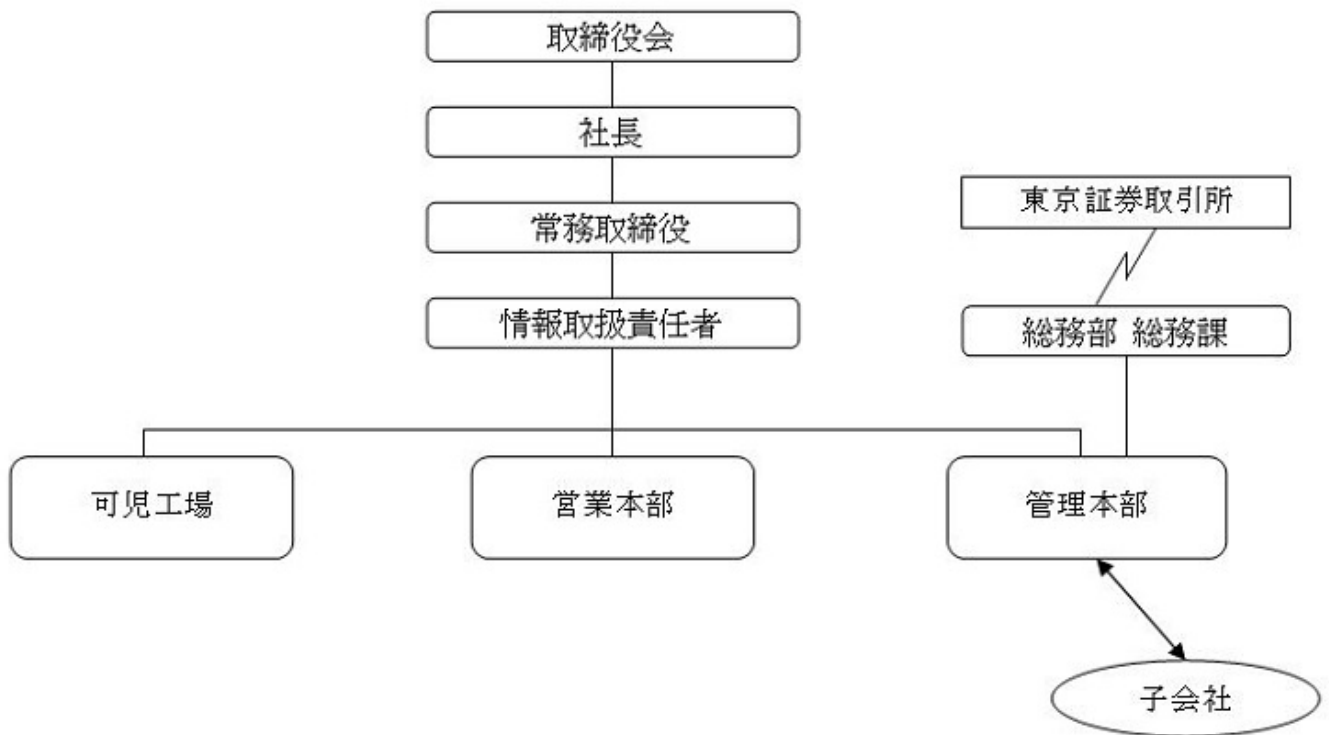 取締役会
社長
常務取締役
情報取扱責任者
東京証券取引所
総務部 総務課
可児工場
営業本部
管理本部
子会社